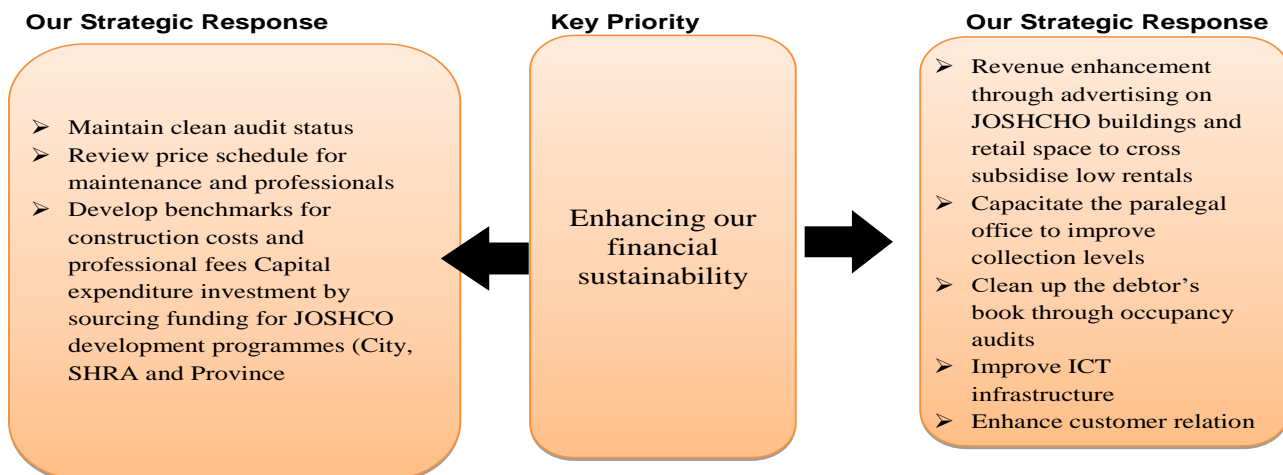 Our Strategic Response
➢ Maintain clean audit status
➢ Review price schedule for
maintenance and professionals
➢ Develop benchmarks for
construction costs and
professional fees Capital
expenditure investment by
sourcing funding for JOSHCO
development programmes (City,
SHRA and Province
Key Priority
Enhancing our
financial
sustainability
Our Strategic Response
➢ Revenue enhancement
through advertising on
JOSHCHO buildings and
retail space to cross
subsidise low rentals
➢ Capacitate the paralegal
office to improve
collection levels
➢ Clean up the debtor's
book through occupancy
audits
➢ Improve ICT
infrastructure
➢ Enhance customer relation